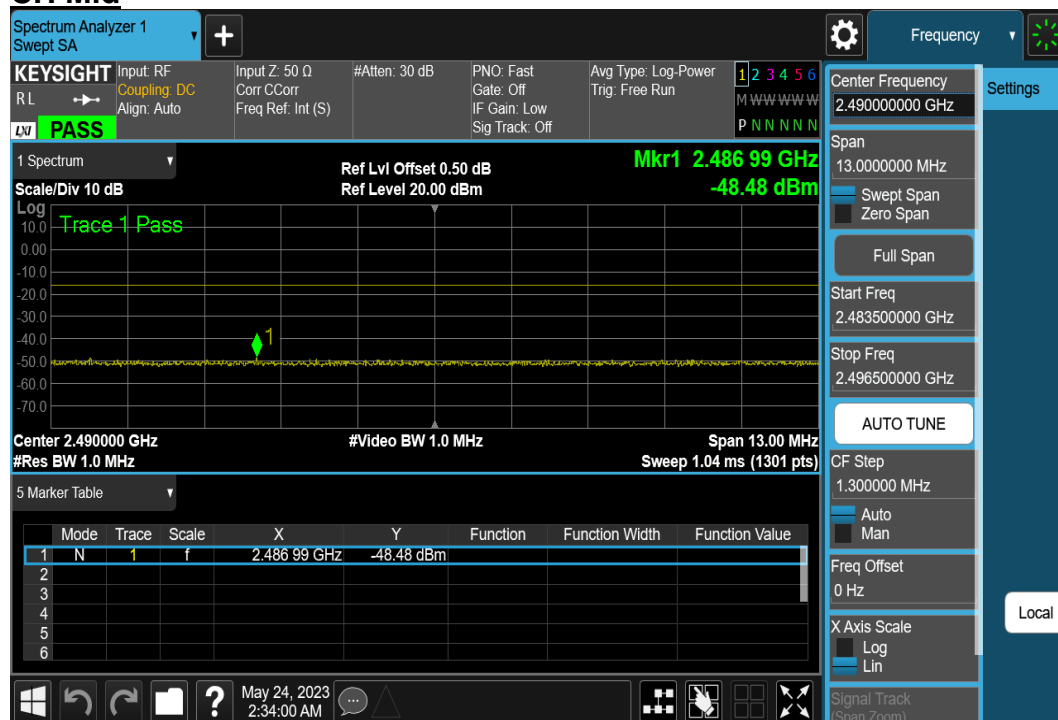 CH Mid
Spectrum Analyzer 1
Swept SA
Frequency
KEYSIGHT
Input: RF
Input Z: 50 Ω
#Atten: 30 dB
PNO: Fast
Avg Type: Log-Power
1 2 3 4 5 6
RL
Coupling: DC
Corr CCorr
Gate: Off
Trig: Free Run
M W W W W W
Align: Auto
Freq Ref: Int (S)
IF Gain: Low
P N N N N N
LXI
PASS
Sig Track: Off
1 Spectrum
Ref Lvl Offset 0.50 dB
Mkr1 2.486 99 GHz
Scale/Div 10 dB
Ref Level 20.00 dBm
-48.48 dBm
Log
Trace 1 Pass
10.0
0.00
-10.0
-20.0
-30.0
-40.0
1
-50.0
-60.0
-70.0
Center 2.490000 GHz
#Video BW 1.0 MHz
Span 13.00 MHz
#Res BW 1.0 MHz
Sweep 1.04 ms (1301 pts)
5 Marker Table
Mode Trace Scale X Y Function Function Width Function Value
1 N 1 f 2.486 99 GHz -48.48 dBm
2
3
4
5
6
?
May 24, 2023
2:34:00 AM
Center Frequency
2.490000000 GHz
Settings
Span
13.0000000 MHz
Swept Span
Zero Span
Full Span
Start Freq
2.483500000 GHz
Stop Freq
2.496500000 GHz
AUTO TUNE
CF Step
1.300000 MHz
Auto
Man
Freq Offset
0 Hz
Local
X Axis Scale
Log
Lin
Signal Track
(Span Zoom)